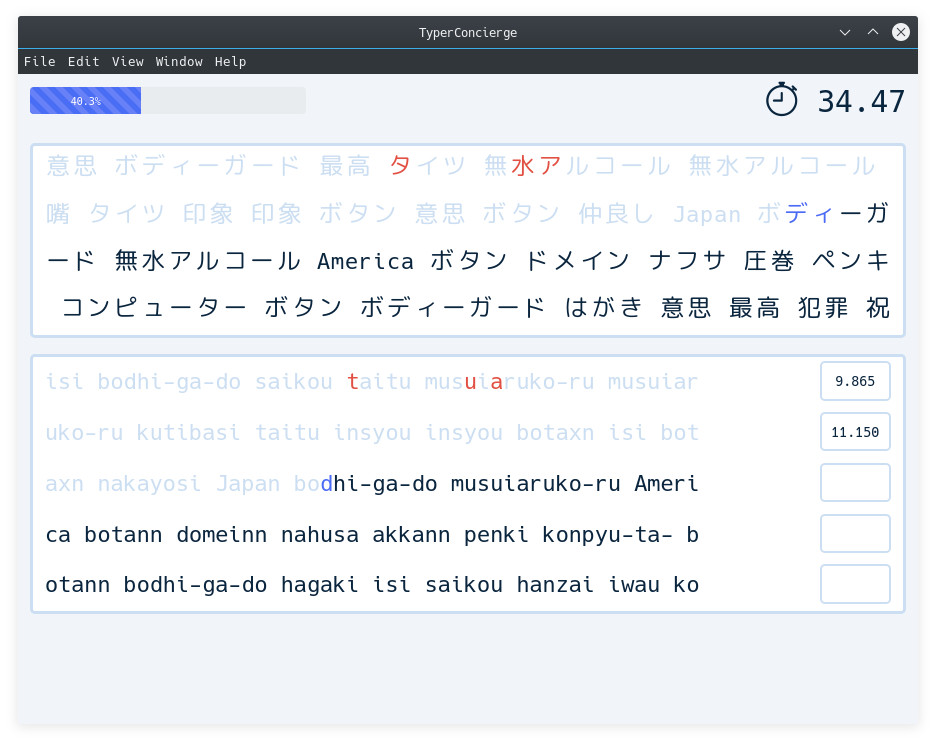 TyperConcierge
File Edit View Window Help
40.3%
34.47
意思 ボディーガード 最高 タイツ 無水アルコール 無水アルコール
嘴 タイツ 印象 印象 ボタン 意思 ボタン 仲良し Japan ボディーガ
ード 無水アルコール America ボタン ドメイン ナフサ 圧巻 ペンキ
コンピューター ボタン ボディーガード はがき 意思 最高 犯罪 祝
isi bodhi-ga-do saikou taitu musuiaruko-ru musuiar
9.865
uko-ru kutibasi taitu insyou insyou botaxn isi bot
11.150
axn nakayosi Japan bodhi-ga-do musuiaruko-ru Ameri
ca botann domeinn nahusa akkann penki konpyu-ta- b
otann bodhi-ga-do hagaki isi saikou hanzai iwau ko